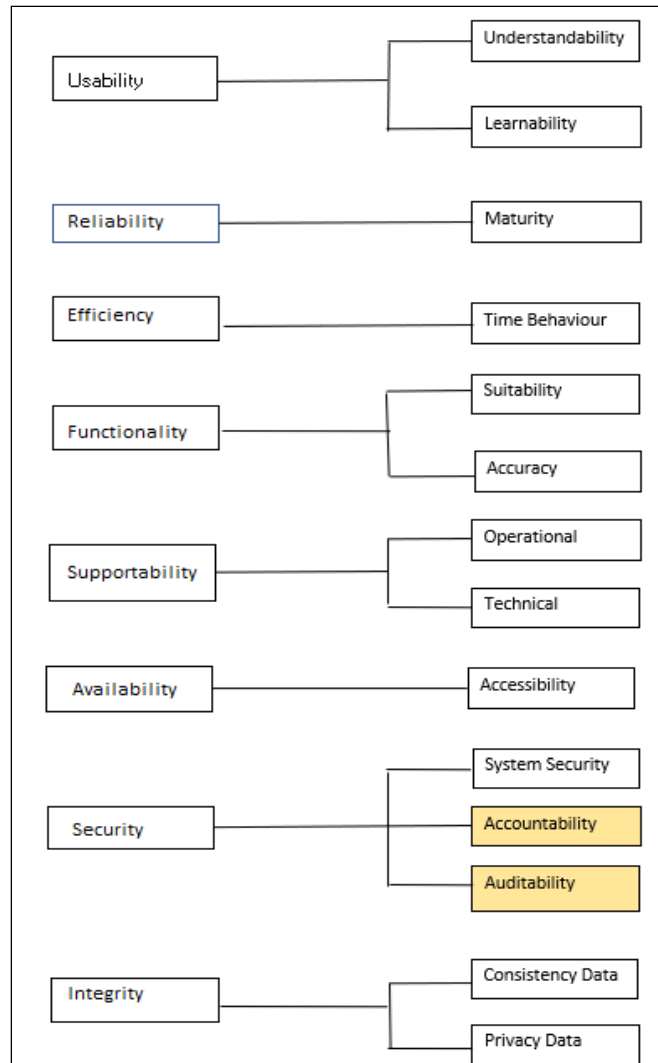 Usability
Understandability
Learnability
Reliability
Maturity
Efficiency
Time Behaviour
Functionality
Suitability
Accuracy
Supportability
Operational
Technical
Availability
Accessibility
Security
System Security
Accountability
Auditability
Integrity
Consistency Data
Privacy Data